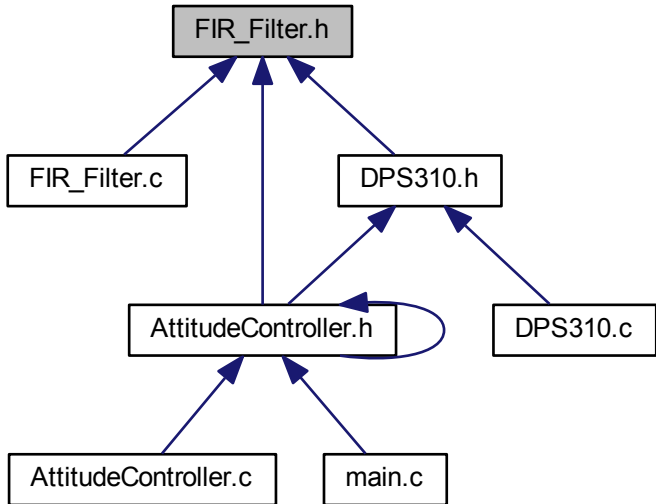 FIR_Filter.h
FIR_Filter.c
DPS310.h
AttitudeController.h
DPS310.c
AttitudeController.c
main.c